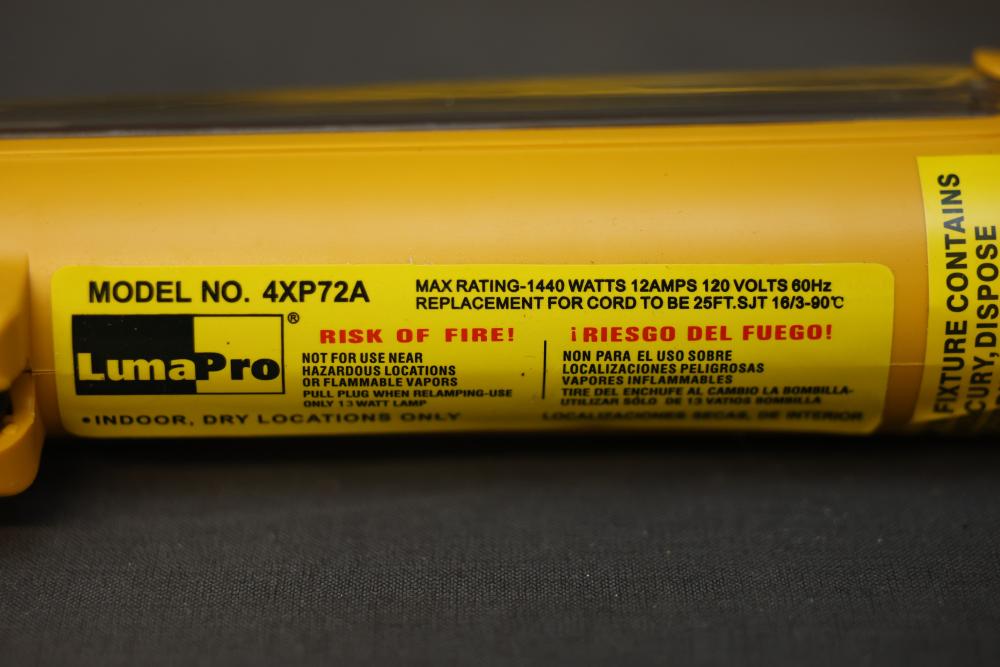 MODEL NO. 4XP72A
MAX RATING-1440 WATTS 12AMPS 120 VOLTS 60Hz
REPLACEMENT FOR CORD TO BE 25FT.SJT 16/3-90℃
LumaPro®
RISK OF FIRE!
NOT FOR USE NEAR
HAZARDOUS LOCATIONS
OR FLAMMABLE VAPORS
PULL PLUG WHEN RELAMPING-USE
ONLY 13 WATT LAMP
¡RIESGO DEL FUEGO!
NON PARA EL USO SOBRE
LOCALIZACIONES PELIGROSAS
VAPORES INFLAMMABLES
TIRE DEL ENCHUFE AL CAMBIO LA BOMBILLA-
UTILIZAR SÓLO DE 13 VATIOS BOMBILLA
•INDOOR, DRY LOCATIONS ONLY
LOCALIZACIONES SECAS, DE INTERIOR
FIXTURE CONTAINS
CURY, DISPOSE